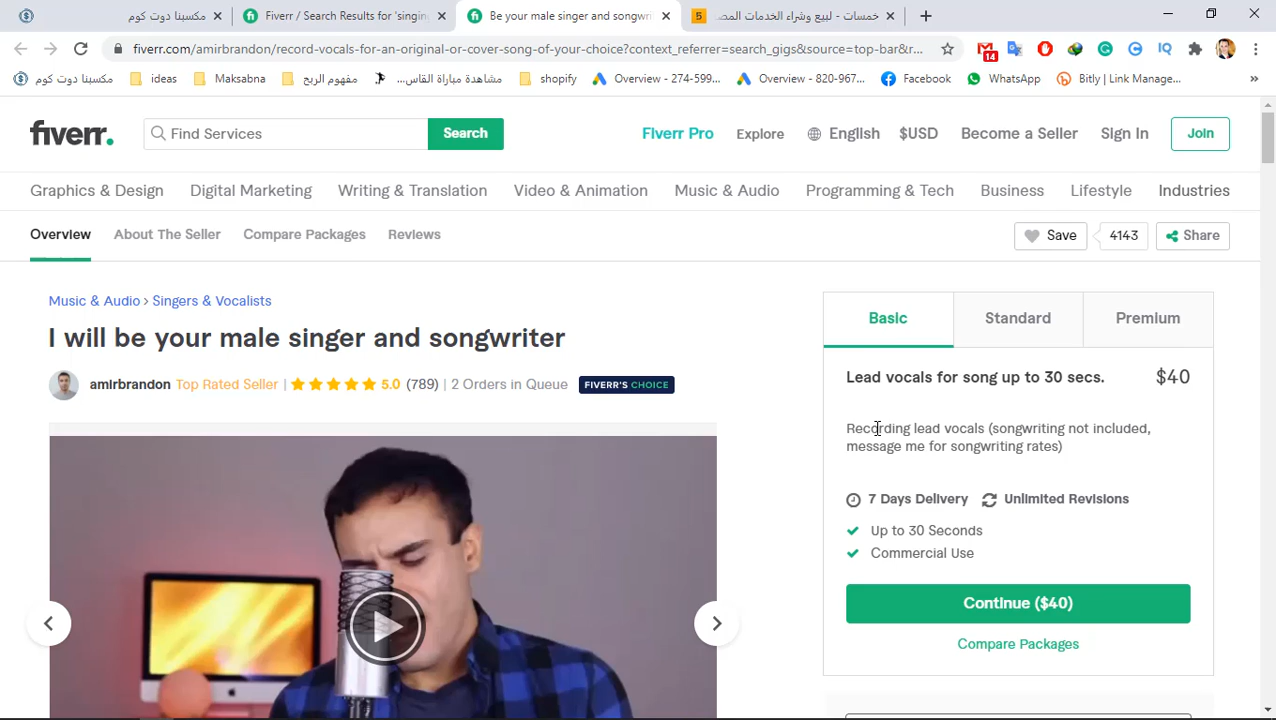 مكسبنا دوت كوم
Fiverr / Search Results for 'singin
Be your male singer and songwri
خمسات - لبيع وشراء الخدمات المص
fiverr.com/amirbrandon/record-vocals-for-an-original-or-cover-song-of-your-choice?context_referrer=search_gigs&source=top-bar&r...
14
مكسبنا دوت كوم
ideas
Maksabna
مفهوم الربح
مشاهدة مباراة القاس...
shopify
Overview - 274-599...
Overview - 820-967...
Facebook
WhatsApp
Bitly | Link Manage...
»
fiverr.
Find Services
Search
Fiverr Pro
Explore
English
$USD
Become a Seller
Sign In
Join
Graphics & Design
Digital Marketing
Writing & Translation
Video & Animation
Music & Audio
Programming & Tech
Business
Lifestyle
Industries
Overview
About The Seller
Compare Packages
Reviews
Save
4143
Share
Music & Audio › Singers & Vocalists
I will be your male singer and songwriter
amirbrandon Top Rated Seller | 5.0 (789) | 2 Orders in Queue FIVERR'S CHOICE
Basic
Standard
Premium
Lead vocals for song up to 30 secs. $40
Recording lead vocals (songwriting not included,
message me for songwriting rates)
7 Days Delivery Unlimited Revisions
Up to 30 Seconds
Commercial Use
Continue ($40)
Compare Packages